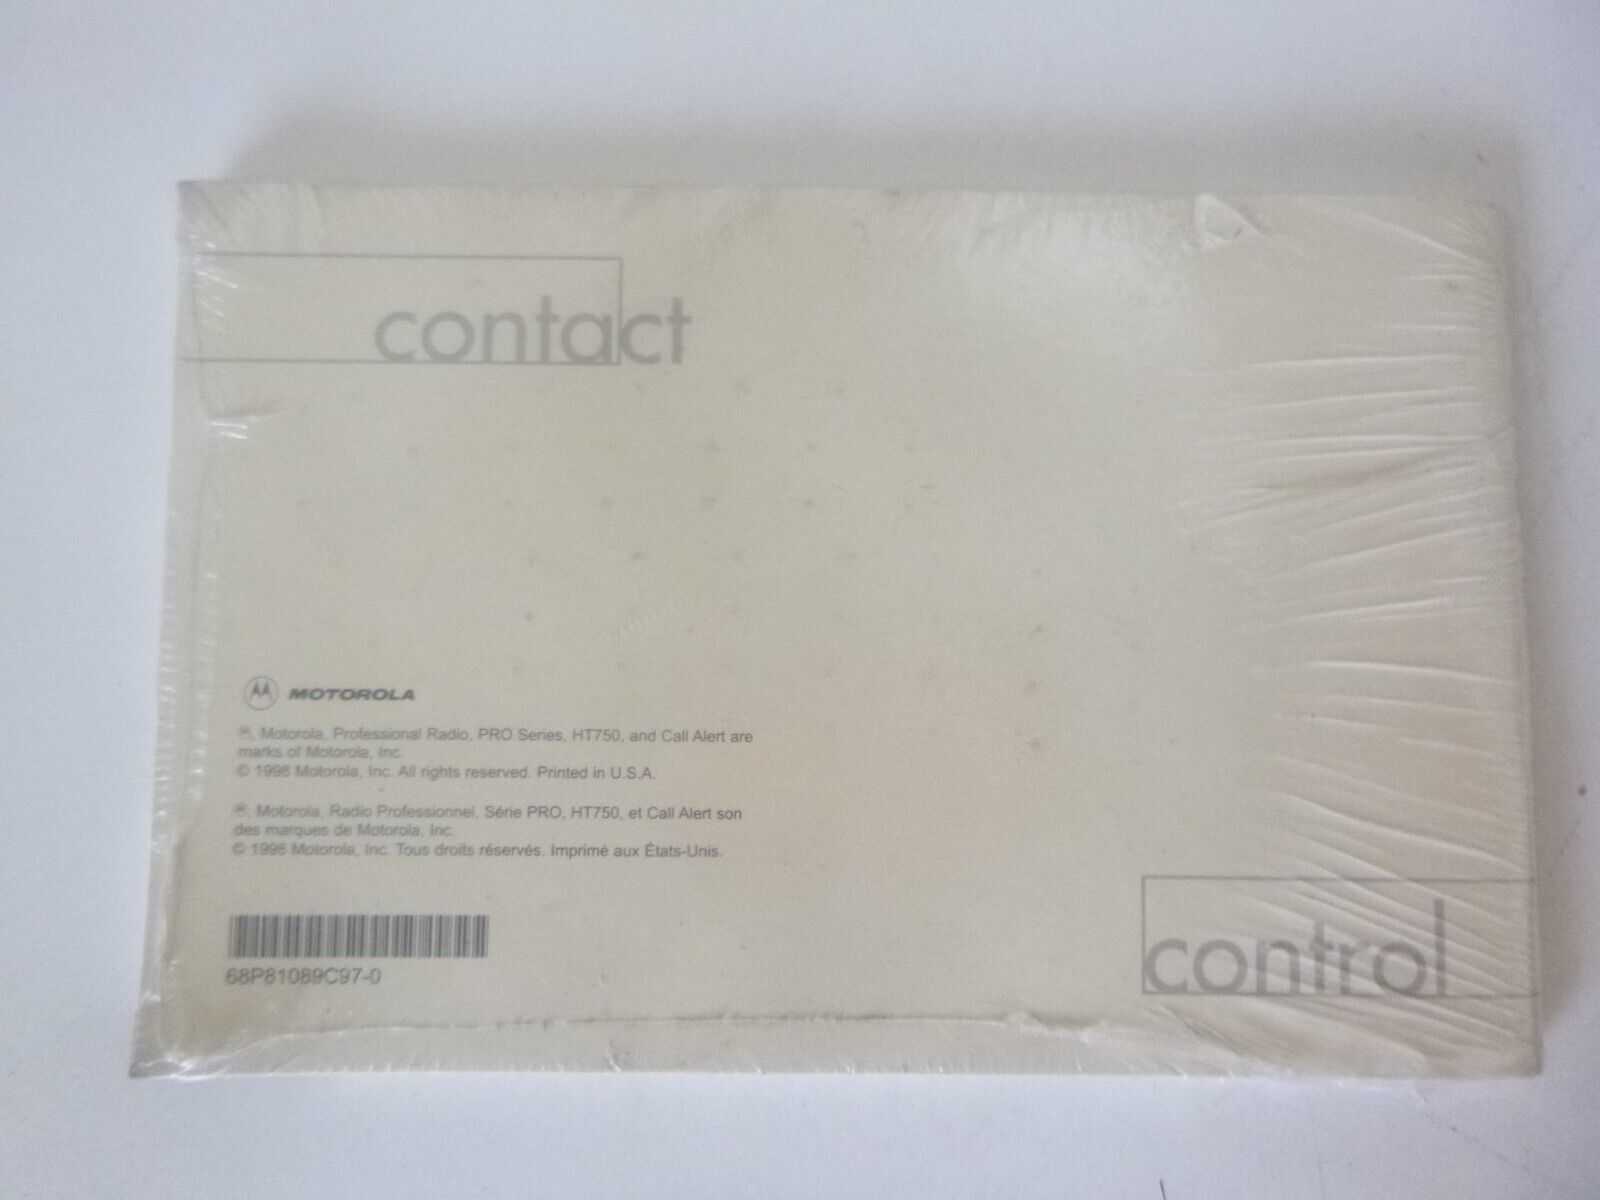 contact
MOTOROLA
Ⓜ, Motorola, Professional Radio, PRO Series, HT750, and Call Alert are
marks of Motorola, Inc.
© 1998 Motorola, Inc. All rights reserved. Printed in U.S.A.
Ⓜ, Motorola, Radio Professionnel, Série PRO, HT750, et Call Alert son
des marques de Motorola, Inc.
© 1998 Motorola, Inc. Tous droits réservés. Imprimé aux États-Unis.
68P81089C97-0
control